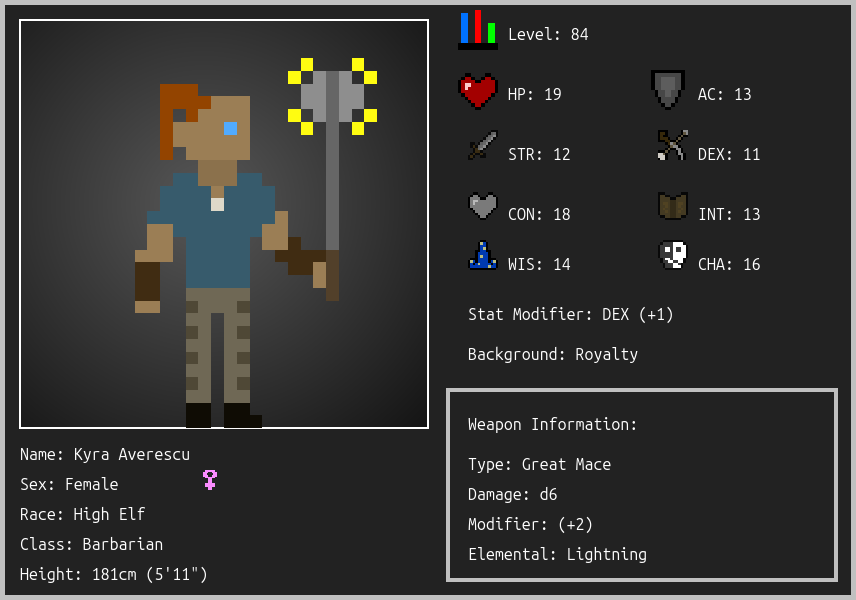 Level: 84
HP: 19
AC: 13
STR: 12
DEX: 11
CON: 18
INT: 13
WIS: 14
CHA: 16
Stat Modifier: DEX (+1)
Background: Royalty
Weapon Information:
Type: Great Mace
Damage: d6
Modifier: (+2)
Elemental: Lightning
Name: Kyra Averescu
Sex: Female
Race: High Elf
Class: Barbarian
Height: 181cm (5'11")